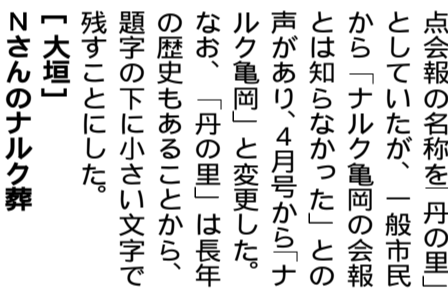 点会報の名称を「丹の里」
としていたが、一般市民
から「ナルク亀岡の会報
とは知らなかった」との
声があり、4月号から「ナ
ルク亀岡」と変更した。
なお、「丹の里」は長年
の歴史もあることから、
題字の下に小さい文字で
残すことにした。
［大垣］
Nさんのナルク葬